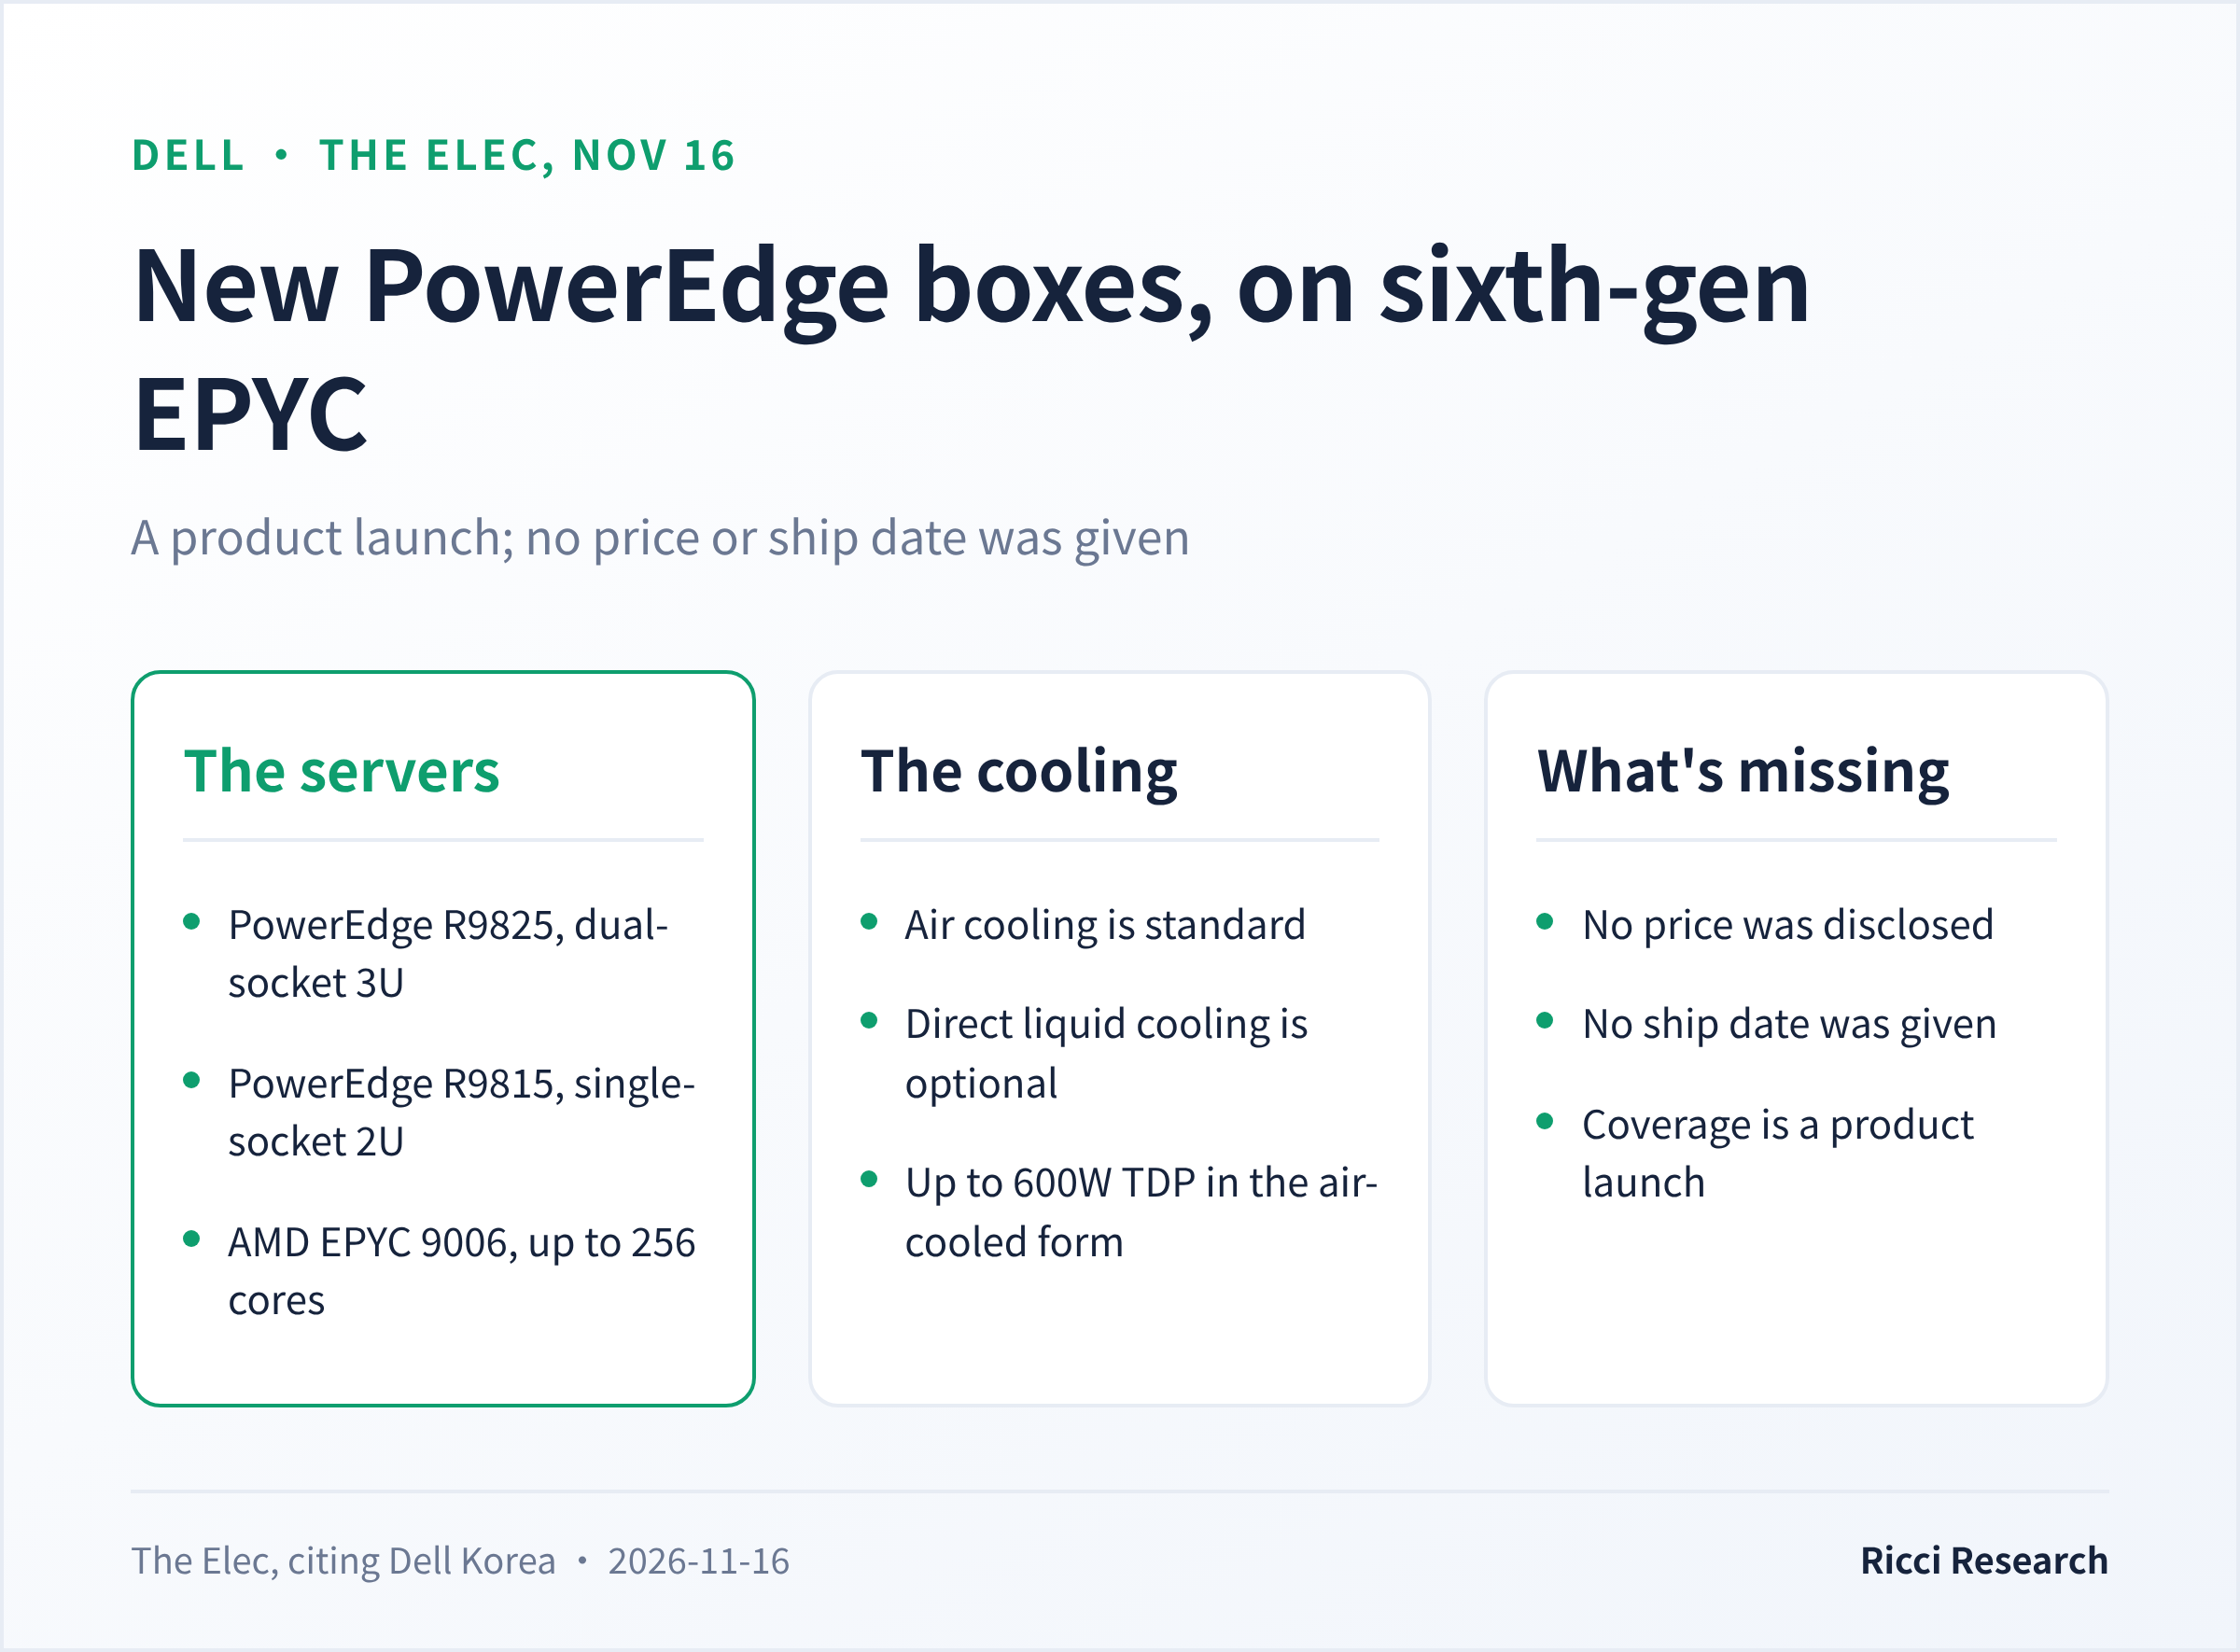 DELL • THE ELEC, NOV 16
New PowerEdge boxes, on sixth-gen
EPYC
A product launch; no price or ship date was given
The servers
• PowerEdge R9825, dual-
socket 3U
• PowerEdge R9815, single-
socket 2U
• AMD EPYC 9006, up to 256
cores
The cooling
• Air cooling is standard
• Direct liquid cooling is
optional
• Up to 600W TDP in the air-
cooled form
What's missing
• No price was disclosed
• No ship date was given
• Coverage is a product
launch
The Elec, citing Dell Korea • 2026-11-16
Ricci Research